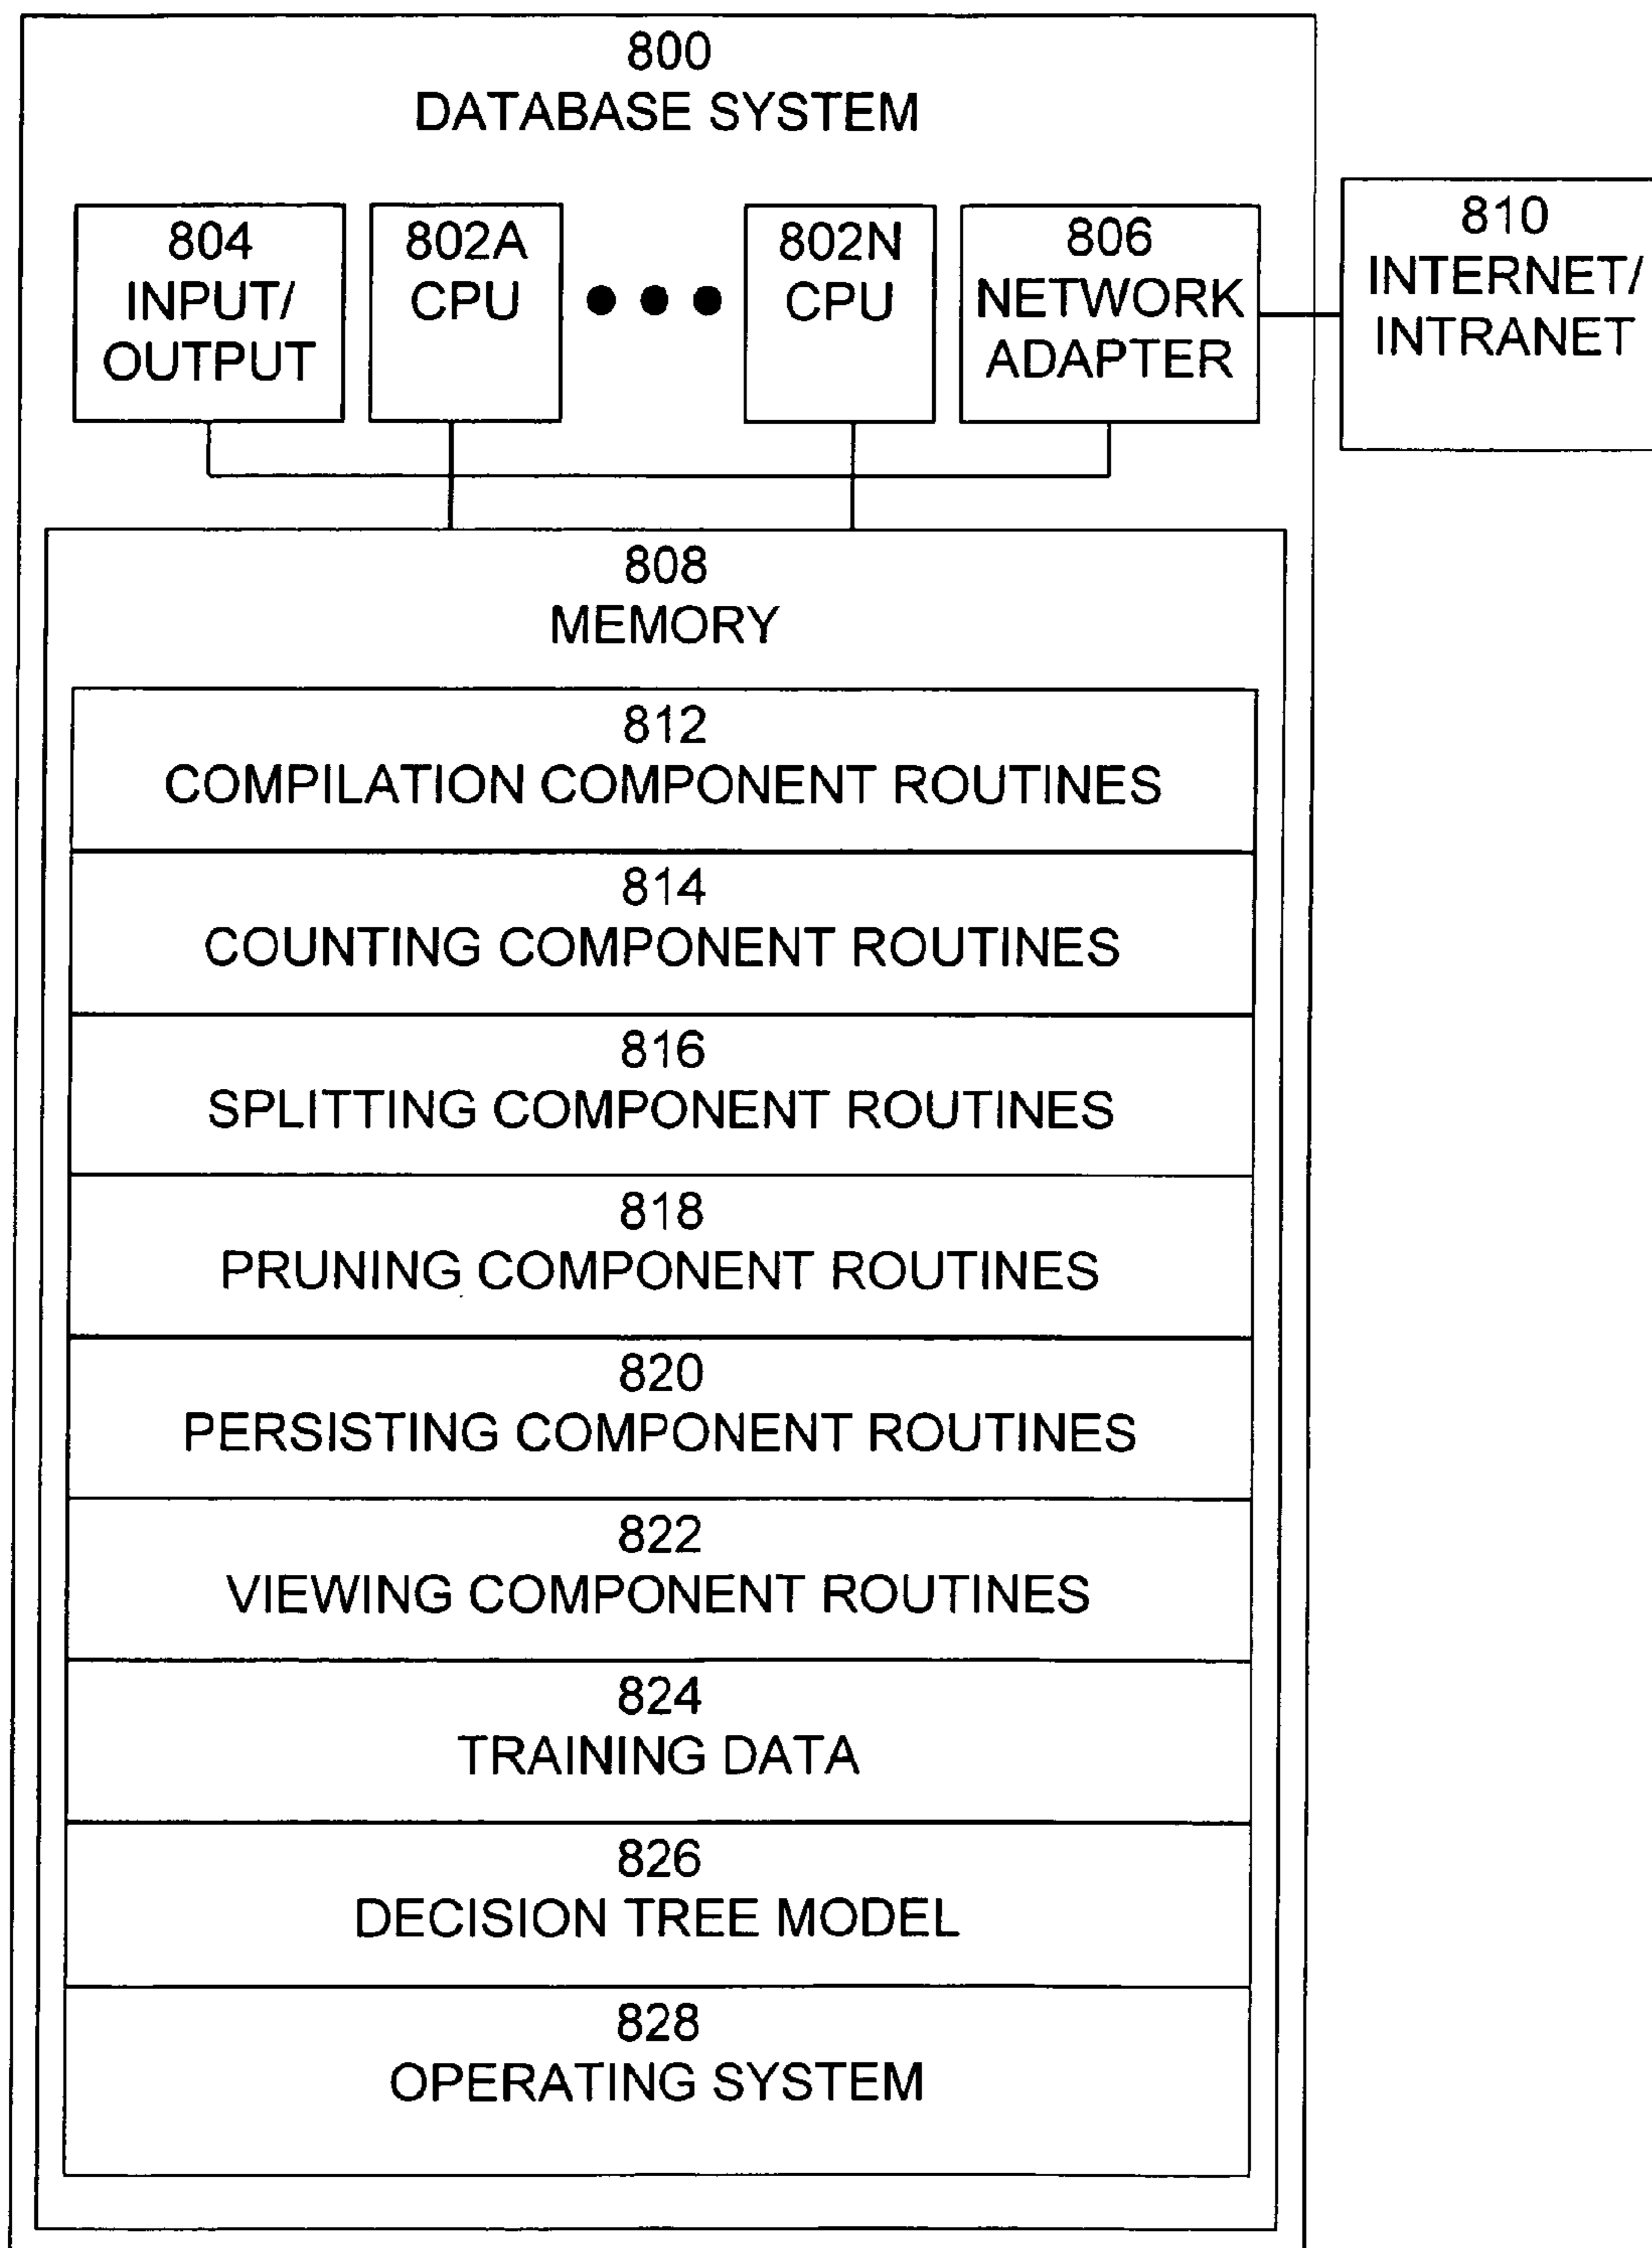 800
DATABASE SYSTEM
804
INPUT/
OUTPUT
802A
CPU
802N
CPU
806
NETWORK
ADAPTER
810
INTERNET/
INTRANET
808
MEMORY
812
COMPILATION COMPONENT ROUTINES
814
COUNTING COMPONENT ROUTINES
816
SPLITTING COMPONENT ROUTINES
818
PRUNING COMPONENT ROUTINES
820
PERSISTING COMPONENT ROUTINES
822
VIEWING COMPONENT ROUTINES
824
TRAINING DATA
826
DECISION TREE MODEL
828
OPERATING SYSTEM